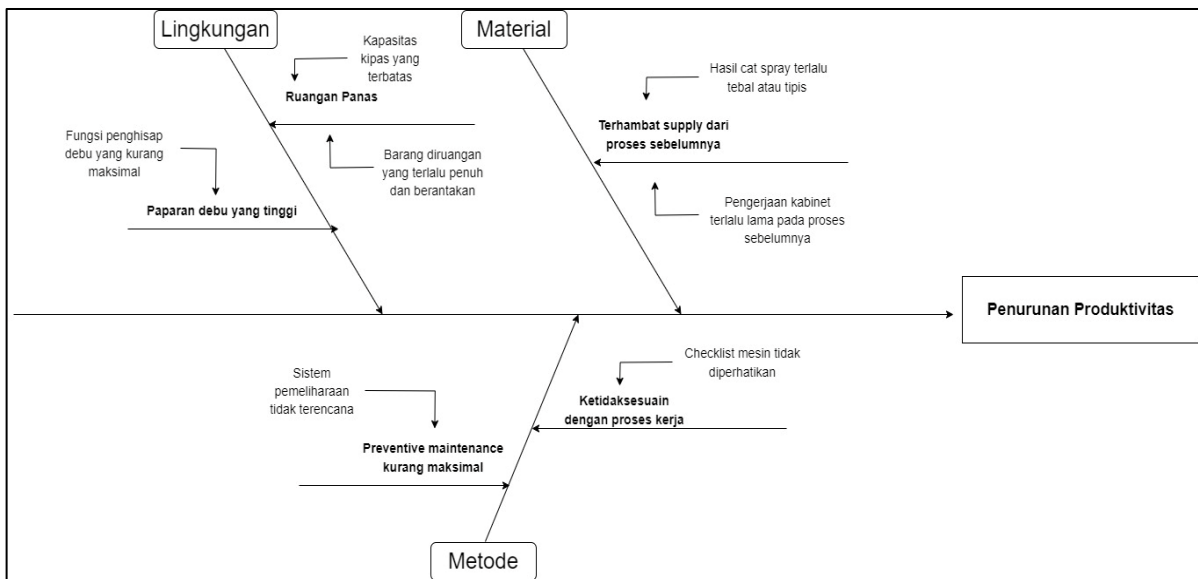 Lingkungan
Material
Kapasitas
kipas yang
terbatas
Ruangan Panas
Hasil cat spray terlalu
tebal atau tipis
Fungsi penghisap
debu yang kurang
maksimal
Barang diruangan
yang terlalu penuh
dan berantakan
Terhambat supply dari
proses sebelumnya
Paparan debu yang tinggi
Pengerjaan kabinet
terlalu lama pada proses
sebelumnya
Penurunan Produktivitas
Sistem
pemeliharaan
tidak terencana
Checklist mesin tidak
diperhatikan
Ketidaksesuain
dengan proses kerja
Preventive maintenance
kurang maksimal
Metode